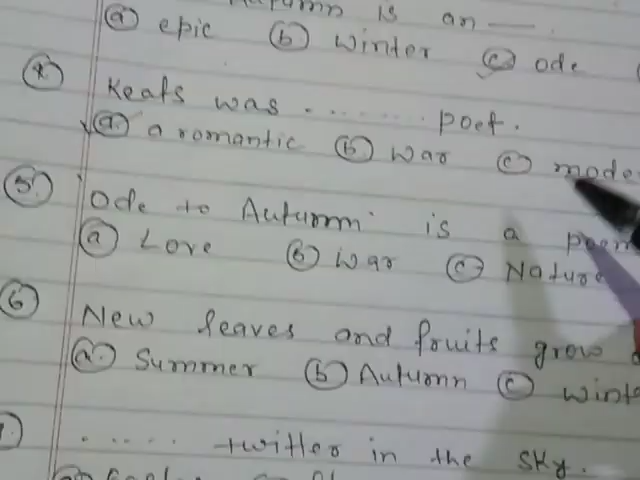 Autumn is an ——.
(a) epic (b) winter (c) ode
(4) Keats was ....... poet.
(a) a romantic (b) war (c) mode
(5) Ode to Autumn is a poem
(a) Love (b) war (c) Nature
(6) New leaves and fruits grow
(a) Summer (b) Autumn (c) wint
..... twitter in the sky.